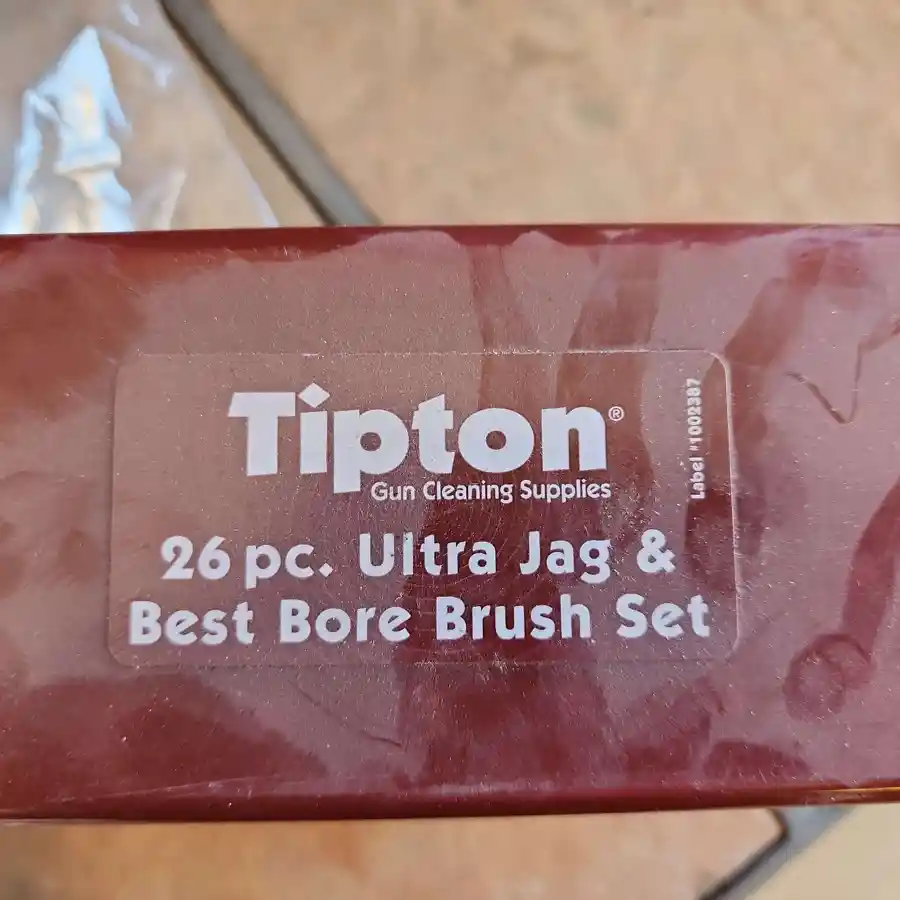 Tipton®
Gun Cleaning Supplies
26 pc. Ultra Jag &
Best Bore Brush Set
Label #1002387